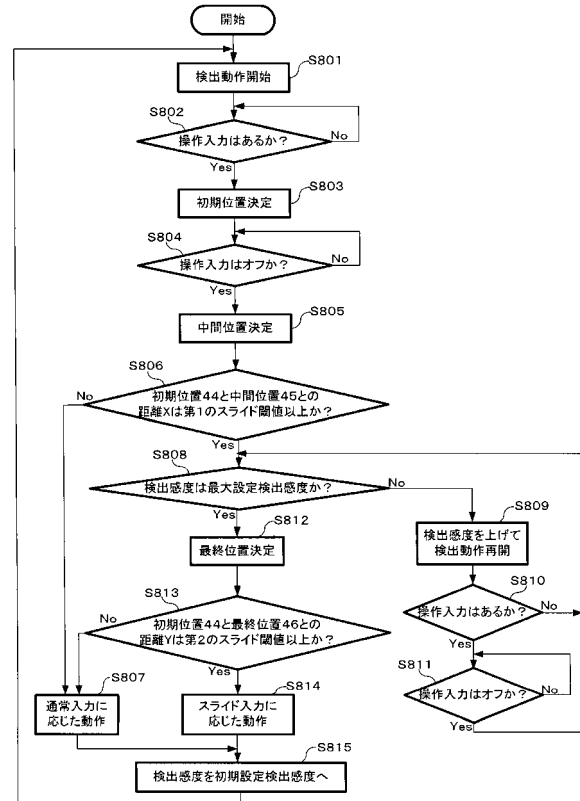 開始
S801
検出動作開始
S802
操作入力はあるか?
No
Yes
S803
初期位置決定
S804
操作入力はオフか?
No
Yes
S805
中間位置決定
S806
初期位置44と中間位置45との
距離Xは第1のスライド閾値以上か?
No
Yes
S808
検出感度は最大設定検出感度か?
No
Yes
S809
検出感度を上げて
検出動作再開
S812
最終位置決定
S810
操作入力はあるか?
No
Yes
S813
初期位置44と最終位置46との
距離Yは第2のスライド閾値以上か?
No
Yes
S811
操作入力はオフか?
No
Yes
S807
通常入力に
応じた動作
S814
スライド入力に
応じた動作
S815
検出感度を初期設定検出感度へ